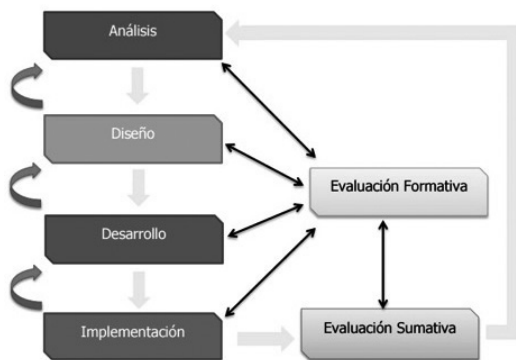 Análisis
Diseño
Evaluación Formativa
Desarrollo
Implementación
Evaluación Sumativa